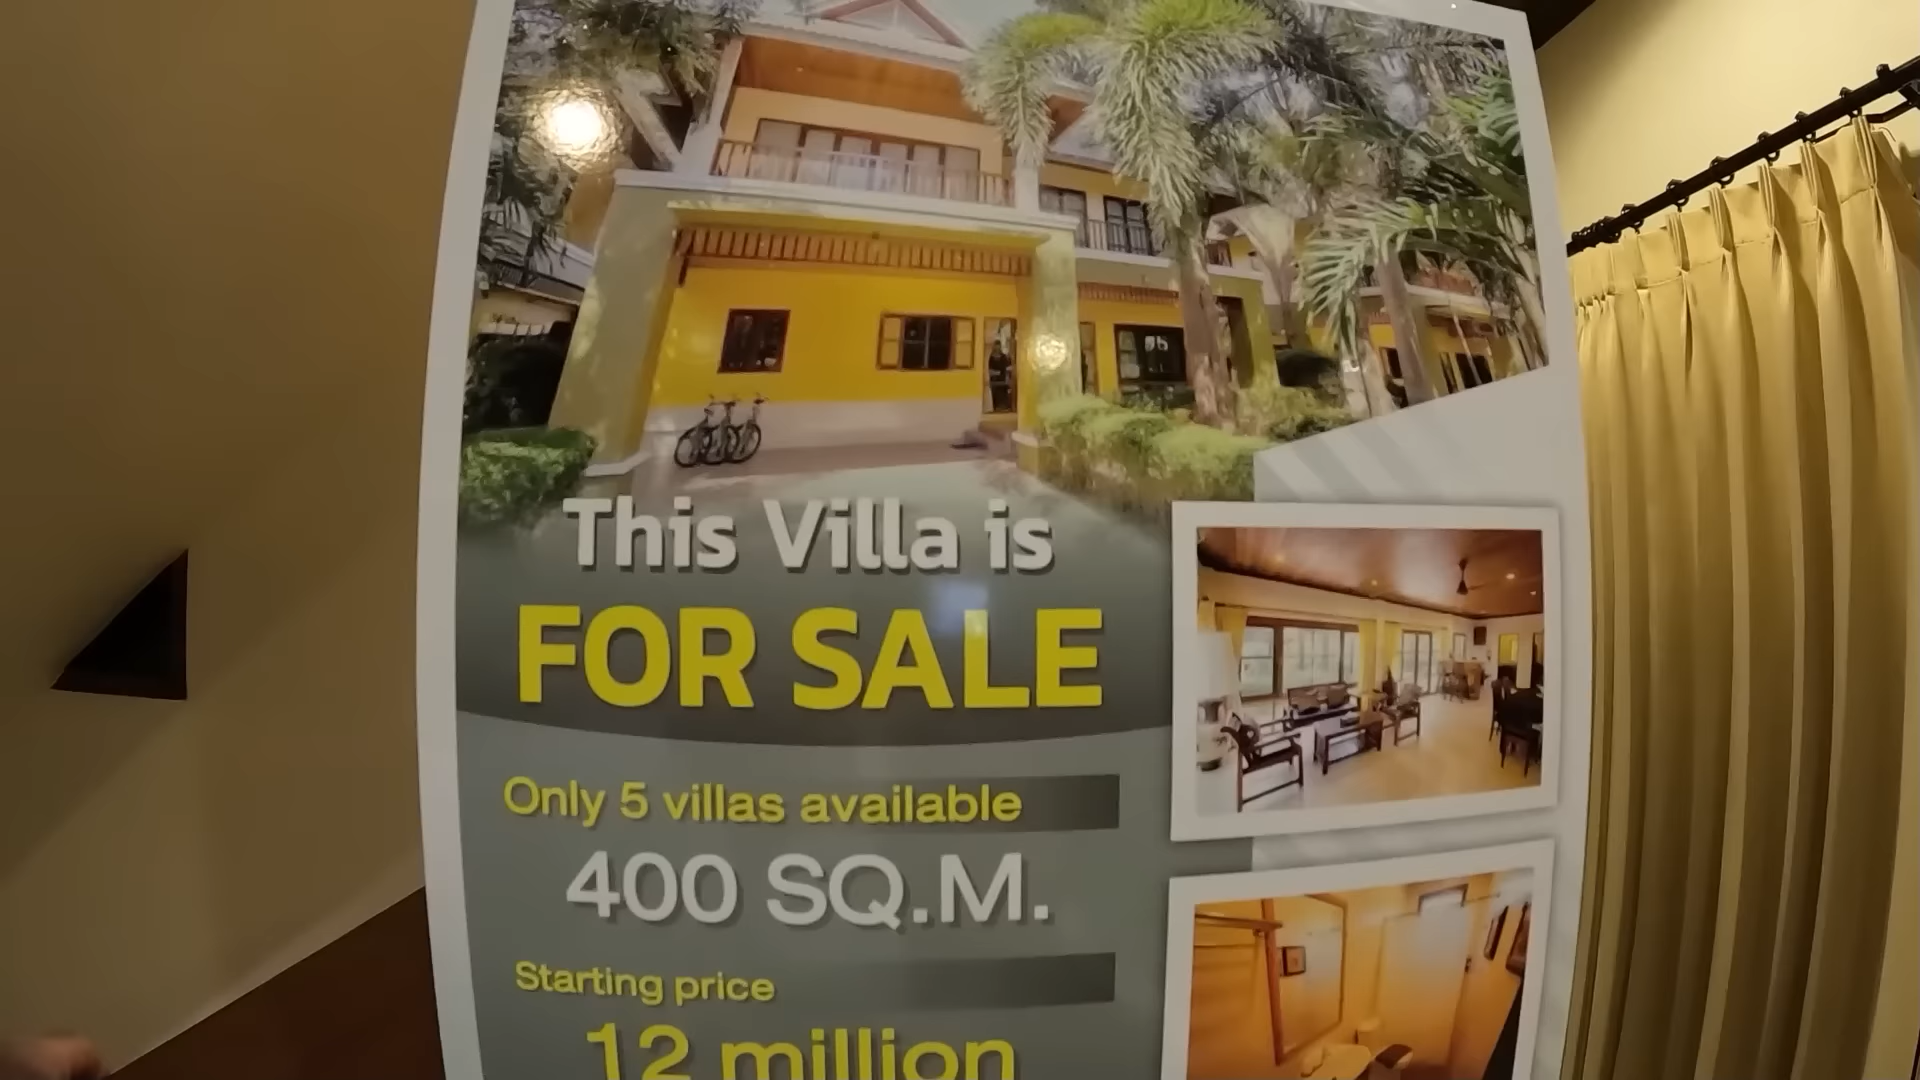 This Villa is
FOR SALE
Only 5 villas available
400 SQ.M.
Starting price
12 million